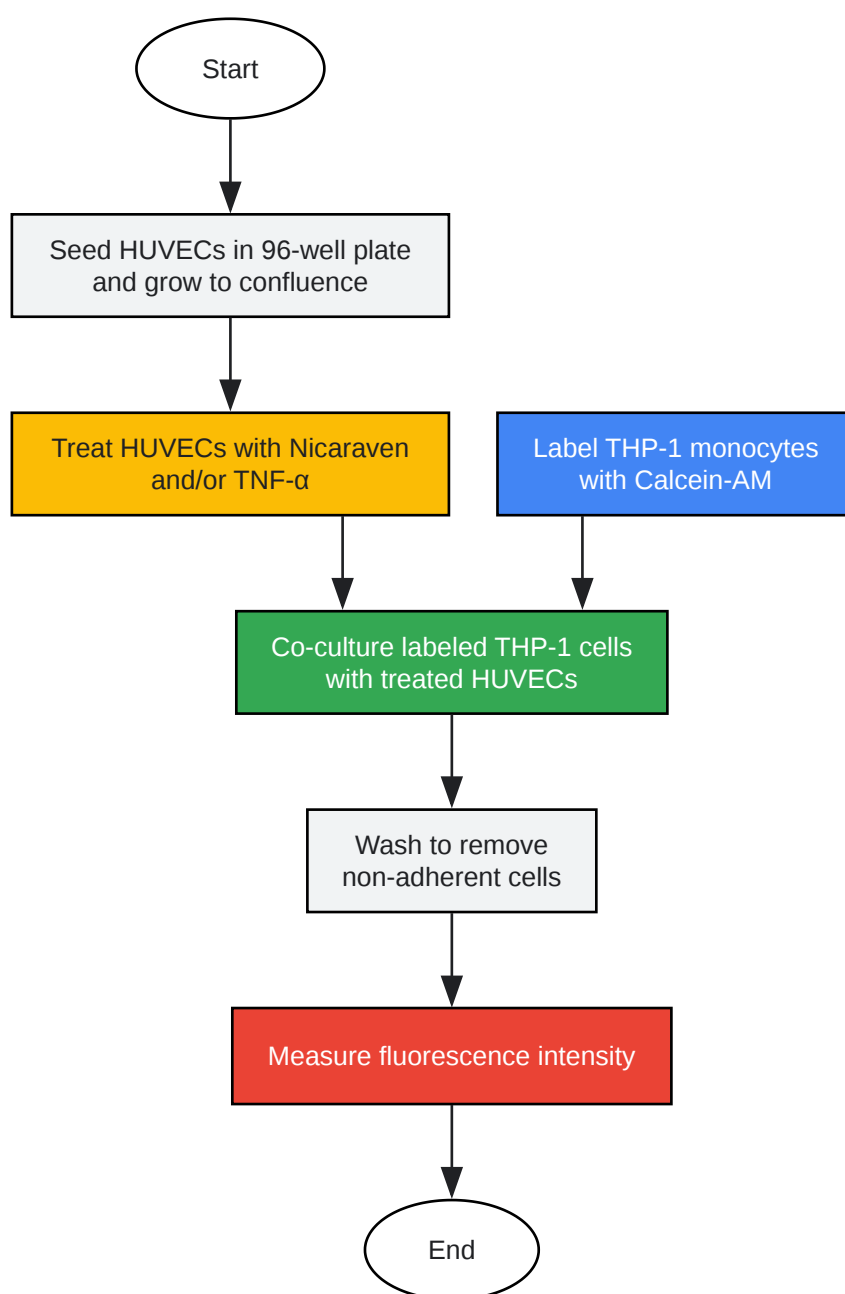 Start
Seed HUVECs in 96-well plate
and grow to confluence
Treat HUVECs with Nicaraven
and/or TNF-α
Label THP-1 monocytes
with Calcein-AM
Co-culture labeled THP-1 cells
with treated HUVECs
Wash to remove
non-adherent cells
Measure fluorescence intensity
End